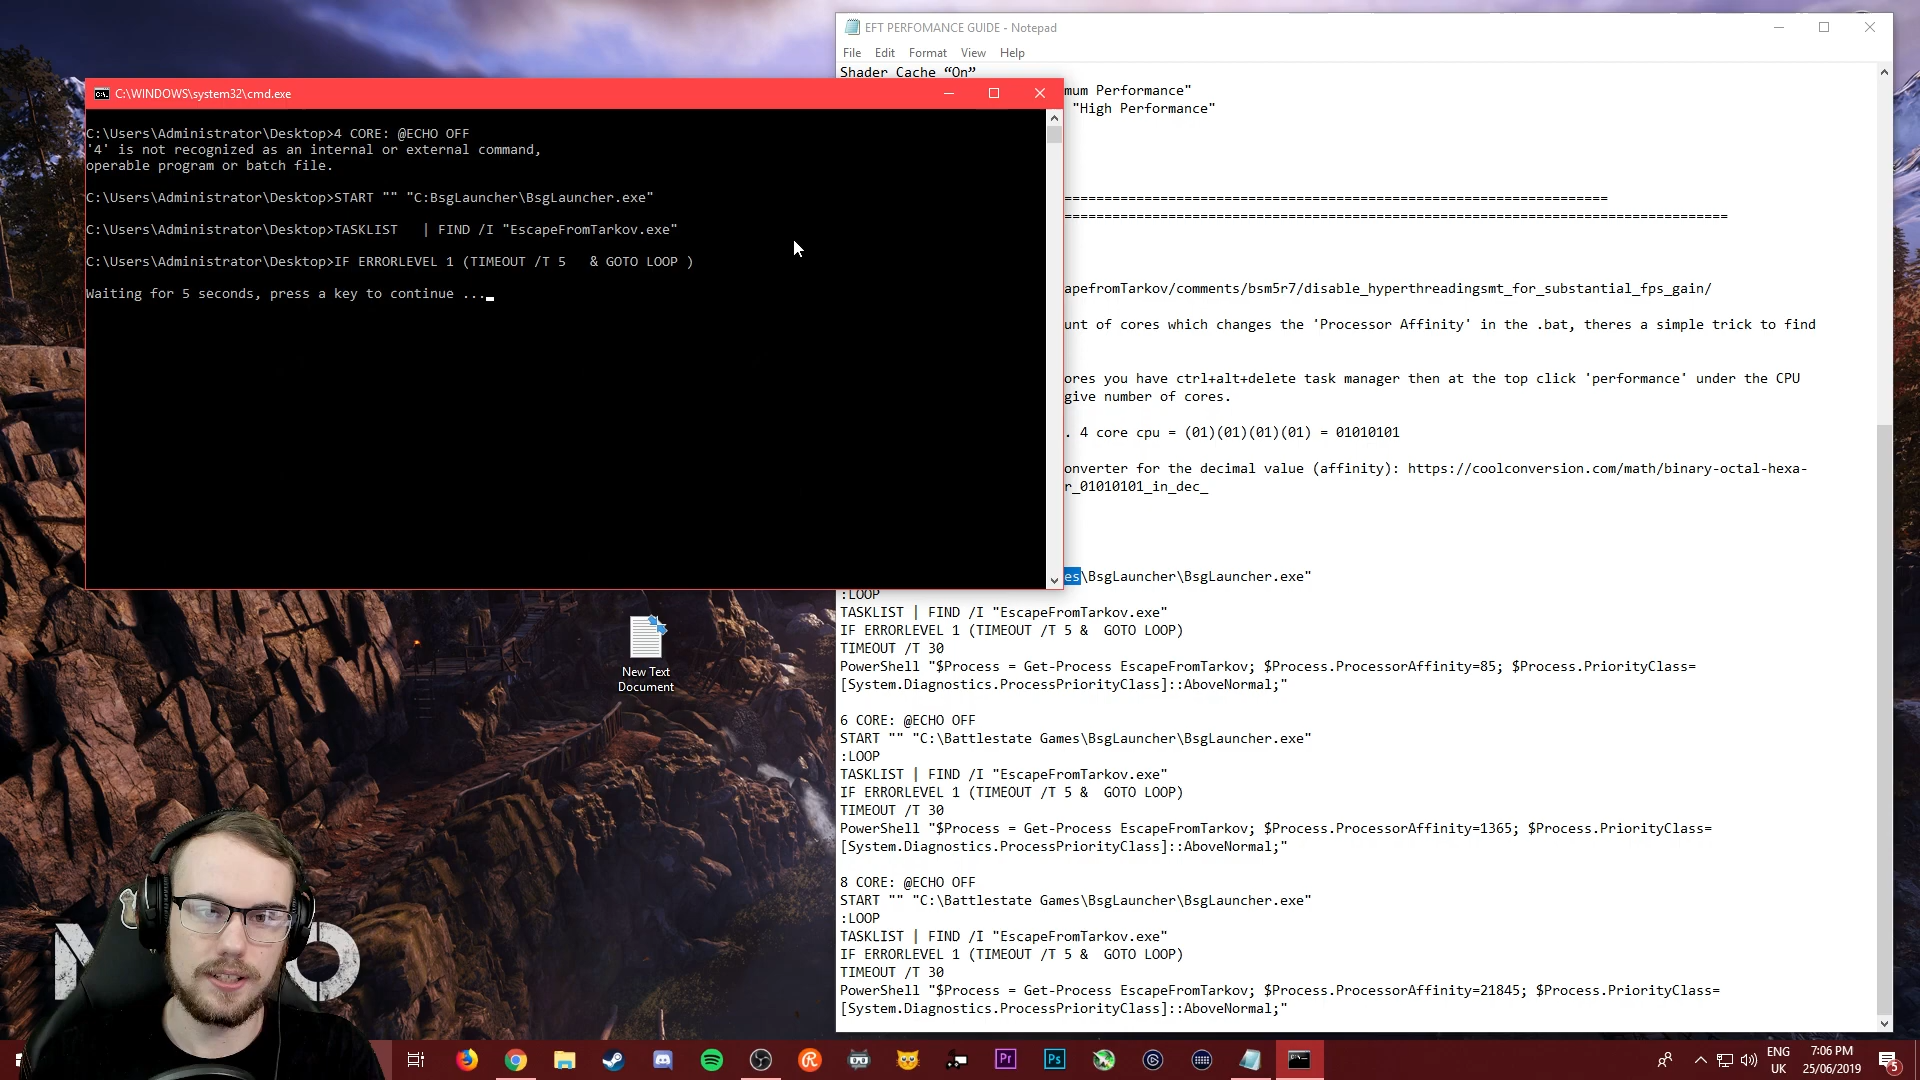 EFT PERFOMANCE GUIDE - Notepad
File Edit Format View Help
Shader Cache “On”
mum Performance"
"High Performance"
C:\WINDOWS\system32\cmd.exe
C:\Users\Administrator\Desktop>4 CORE: @ECHO OFF
'4' is not recognized as an internal or external command,
operable program or batch file.
C:\Users\Administrator\Desktop>START "" "C:BsgLauncher\BsgLauncher.exe"
C:\Users\Administrator\Desktop>TASKLIST   | FIND /I "EscapeFromTarkov.exe"
C:\Users\Administrator\Desktop>IF ERRORLEVEL 1 (TIMEOUT /T 5   & GOTO LOOP )
Waiting for 5 seconds, press a key to continue ...
apefromTarkov/comments/bsm5r7/disable_hyperthreadingsmt_for_substantial_fps_gain/
unt of cores which changes the 'Processor Affinity' in the .bat, theres a simple trick to find
ores you have ctrl+alt+delete task manager then at the top click 'performance' under the CPU
give number of cores.
. 4 core cpu = (01)(01)(01)(01) = 01010101
onverter for the decimal value (affinity): https://coolconversion.com/math/binary-octal-hexa-
r_01010101_in_dec_
es\BsgLauncher\BsgLauncher.exe"
:LOOP
TASKLIST | FIND /I "EscapeFromTarkov.exe"
IF ERRORLEVEL 1 (TIMEOUT /T 5 &  GOTO LOOP)
TIMEOUT /T 30
PowerShell "$Process = Get-Process EscapeFromTarkov; $Process.ProcessorAffinity=85; $Process.PriorityClass=
[System.Diagnostics.ProcessPriorityClass]::AboveNormal;"
6 CORE: @ECHO OFF
START "" "C:\Battlestate Games\BsgLauncher\BsgLauncher.exe"
:LOOP
TASKLIST | FIND /I "EscapeFromTarkov.exe"
IF ERRORLEVEL 1 (TIMEOUT /T 5 &  GOTO LOOP)
TIMEOUT /T 30
PowerShell "$Process = Get-Process EscapeFromTarkov; $Process.ProcessorAffinity=1365; $Process.PriorityClass=
[System.Diagnostics.ProcessPriorityClass]::AboveNormal;"
8 CORE: @ECHO OFF
START "" "C:\Battlestate Games\BsgLauncher\BsgLauncher.exe"
:LOOP
TASKLIST | FIND /I "EscapeFromTarkov.exe"
IF ERRORLEVEL 1 (TIMEOUT /T 5 &  GOTO LOOP)
TIMEOUT /T 30
PowerShell "$Process = Get-Process EscapeFromTarkov; $Process.ProcessorAffinity=21845; $Process.PriorityClass=
[System.Diagnostics.ProcessPriorityClass]::AboveNormal;"
New Text
Document
Pr
Ps
ENG
UK
7:06 PM
25/06/2019
5